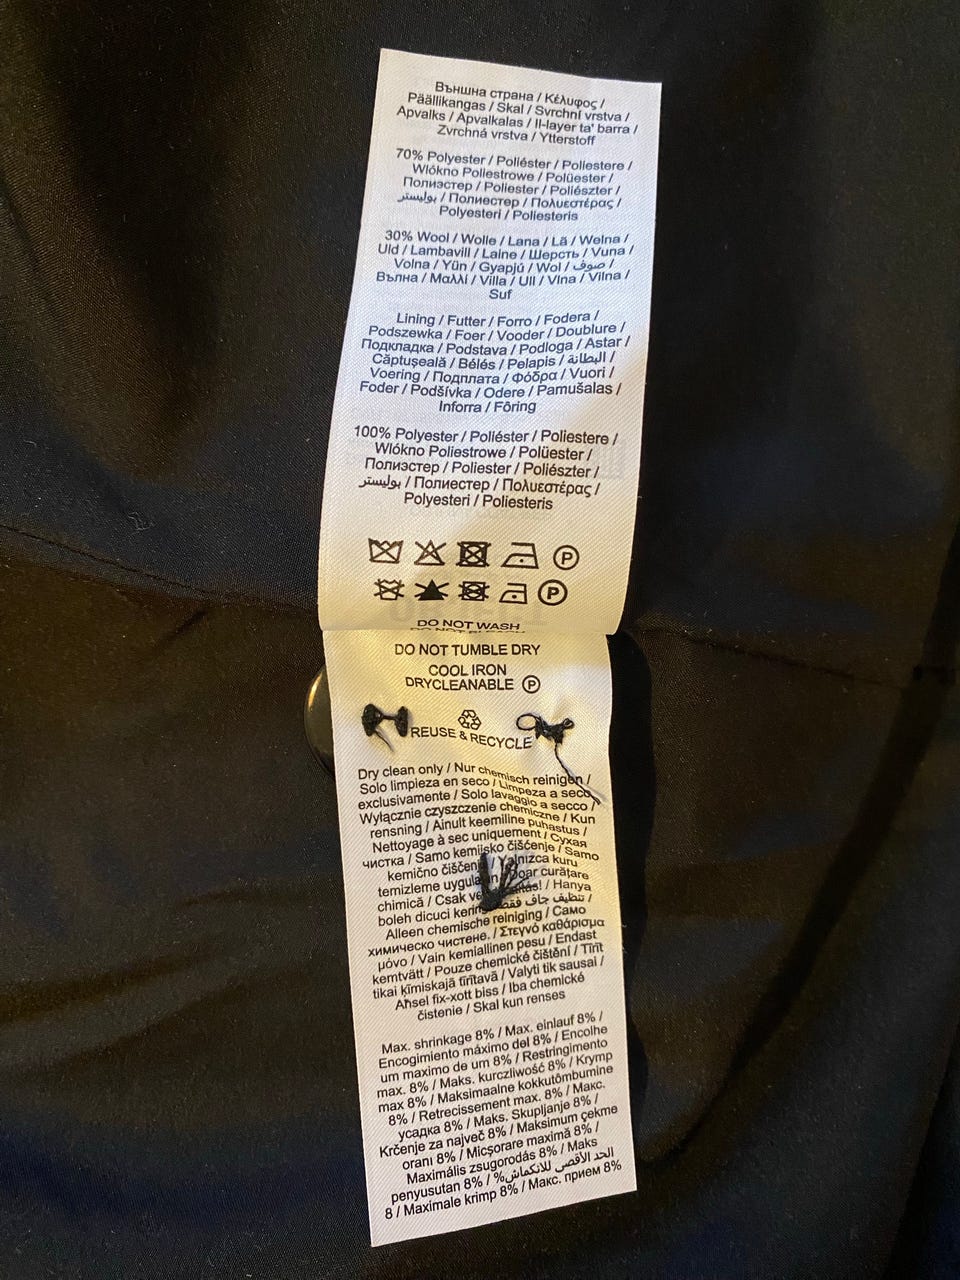 Външна страна / Κέλυφος /
Päällikangas / Skal / Svrchní vrstva /
Apvalks / Apvalkalas / Il-layer ta' barra /
Zvrchná vrstva / Ytterstoff
70% Polyester / Poliéster / Poliestere /
Wlókno Poliestrowe / Polüester /
Полиэстер / Poliester / Poliészter /
بوليستر / Полиестер / Πολυεστέρας /
Polyesteri / Poliesteris
30% Wool / Wolle / Lana / Lã / Welna /
Uld / Lambavill / Laine / Шерсть / Vuna /
Volna / Yün / Gyapjú / Wol / صوف /
Вълна / Μαλλί / Villa / Ull / Vlna / Vilna /
Suf
Lining / Futter / Forro / Fodera /
Podszewka / Foer / Vooder / Doublure /
Подкладка / Podstava / Podloga / Astar /
Căptușeală / Bélés / Pelapis / البطانة /
Voering / Подплата / Φόδρα / Vuori /
Foder / Podšívka / Odere / Pamušalas /
Inforra / Fôring
100% Polyester / Poliéster / Poliestere /
Wlókno Poliestrowe / Polüester /
Полиэстер / Poliester / Poliészter /
بوليستر / Полиестер / Πολυεστέρας /
Polyesteri / Poliesteris
P
P
DO NOT WASH
DO NOT TUMBLE DRY
COOL IRON
DRYCLEANABLE P
REUSE & RECYCLE
Dry clean only / Nur chemisch reinigen /
Solo limpieza en seco / Limpeza a seco
exclusivamente / Solo lavaggio a secco /
Wyłącznie czyszczenie chemiczne / Kun
rensning / Ainult keemiline puhastus /
Nettoyage à sec uniquement / Сухая
чистка / Samo kemijsko čišćenje / Samo
kemično čiščenje / Yalnızca kuru
temizleme / Doar curățare
chimică / Csak / Hanya
boleh dicuci kering تنظيف جاف فقط /
Alleen chemische reiniging / Само
химическо чистене. / Στεγνό καθάρισμα
μόνο / Vain kemiallinen pesu / Endast
kemtvätt / Pouze chemické čištění / Tīrīt
tikai ķīmiskajā tīrītavā / Valyti tik sausai /
Aħsel fix-xott biss / Iba chemické
čistenie / Skal kun renses
Max. shrinkage 8% / Max. einlauf 8% /
Encogimiento máximo del 8% / Encolhe
um maximo de um 8% / Restringimento
max. 8% / Maks. kurczliwość 8% / Krymp
max 8% / Maksimaalne kokkutõmbumine
8% / Retrecissement max. 8% / Макс.
усадка 8% / Maks. Skupljanje 8% /
Krčenje za največ 8% / Maksimum çekme
oranı 8% / Micșorare maximă 8% /
Maximális zsugorodás 8% / Maks
penyusutan 8% / الحد الأقصى للانكماش%
8 / Maximale krimp 8% / Макс. прием 8%